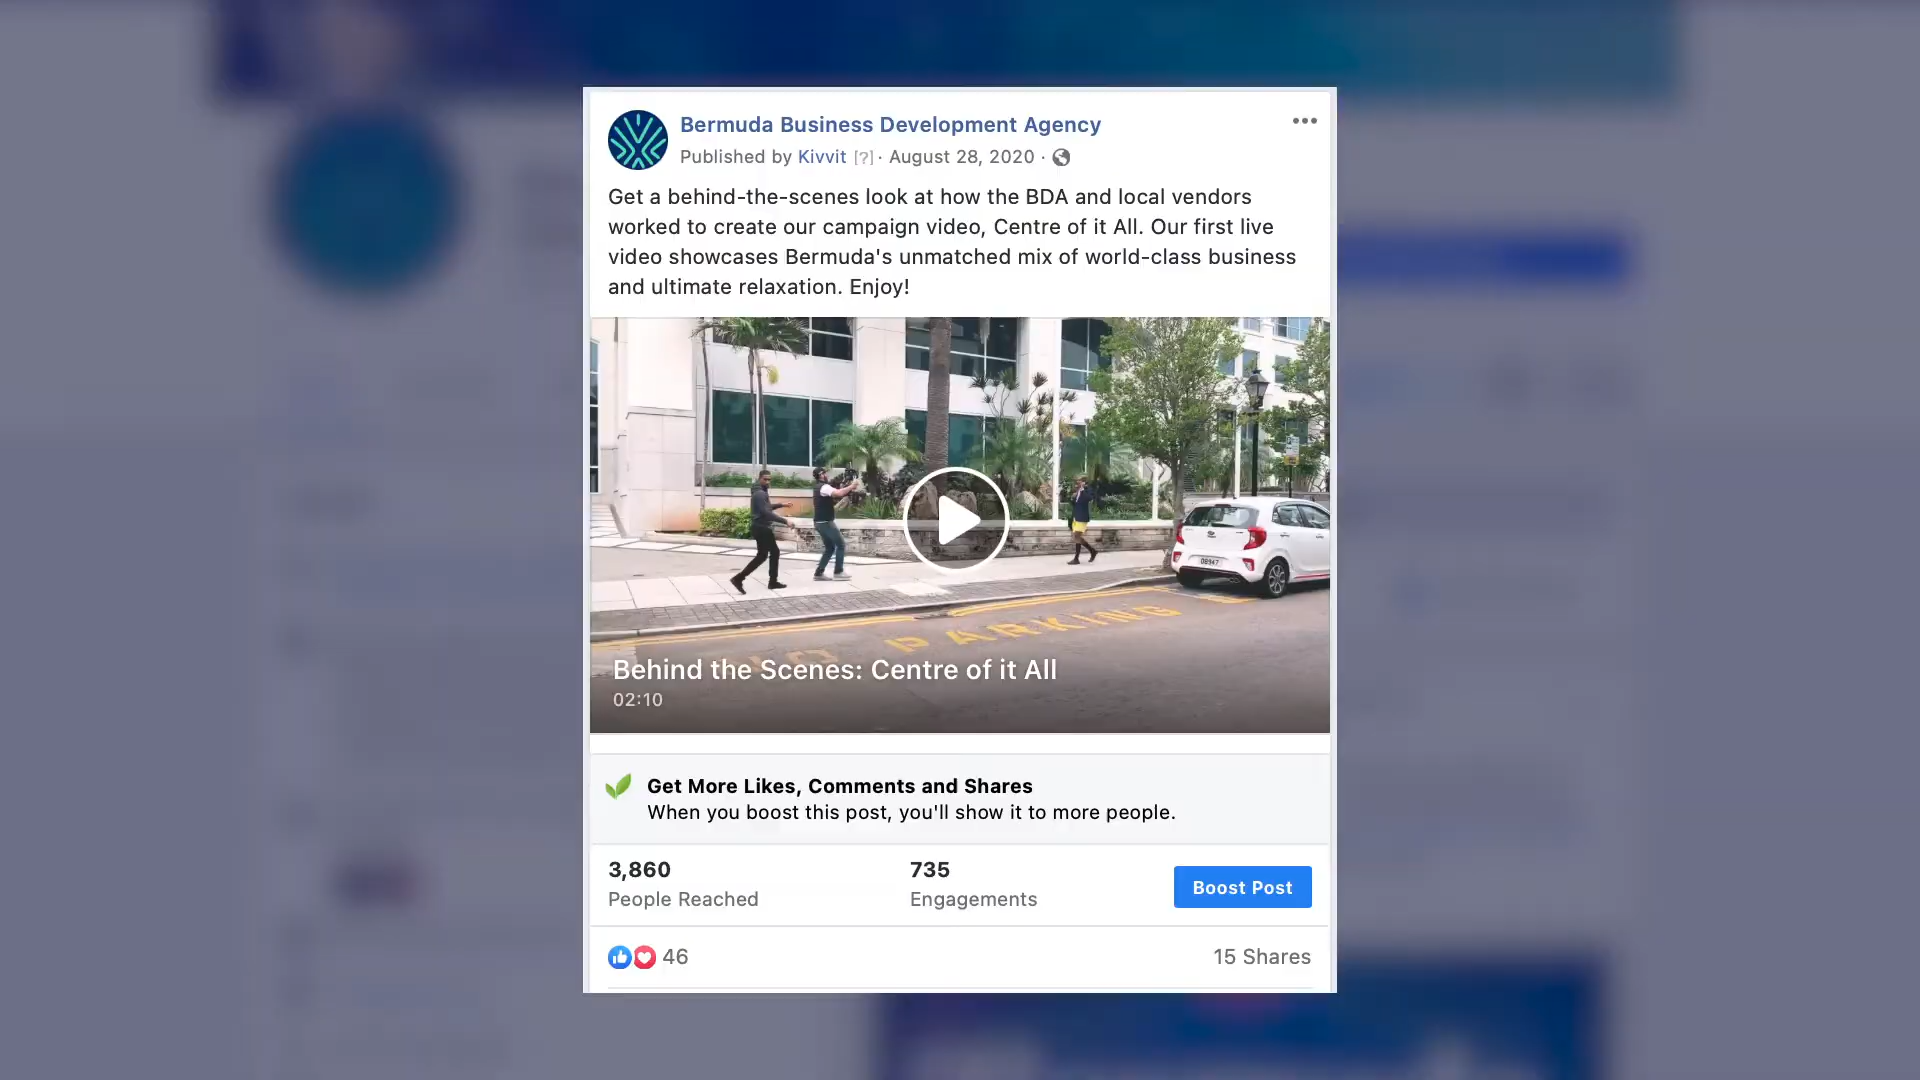 Bermuda Business Development Agency
Published by Kivvit [?] · August 28, 2020 ·
Get a behind-the-scenes look at how the BDA and local vendors
worked to create our campaign video, Centre of it All. Our first live
video showcases Bermuda's unmatched mix of world-class business
and ultimate relaxation. Enjoy!
08947
PARKING
Behind the Scenes: Centre of it All
02:10
Get More Likes, Comments and Shares
When you boost this post, you'll show it to more people.
3,860
People Reached
735
Engagements
Boost Post
46
15 Shares